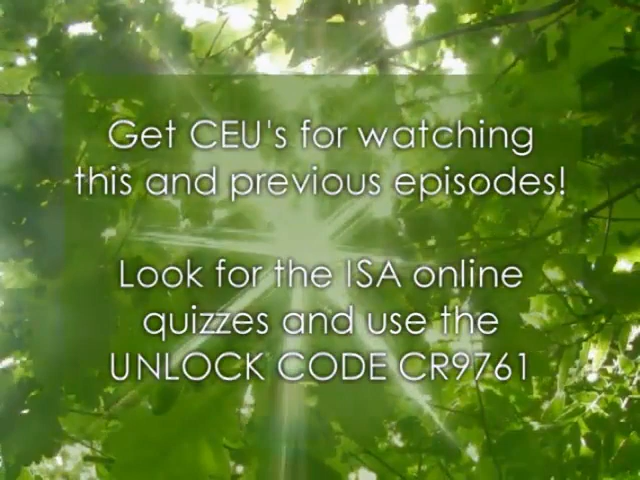 Get CEU's for watching
this and previous episodes!
Look for the ISA online
quizzes and use the
UNLOCK CODE CR9761